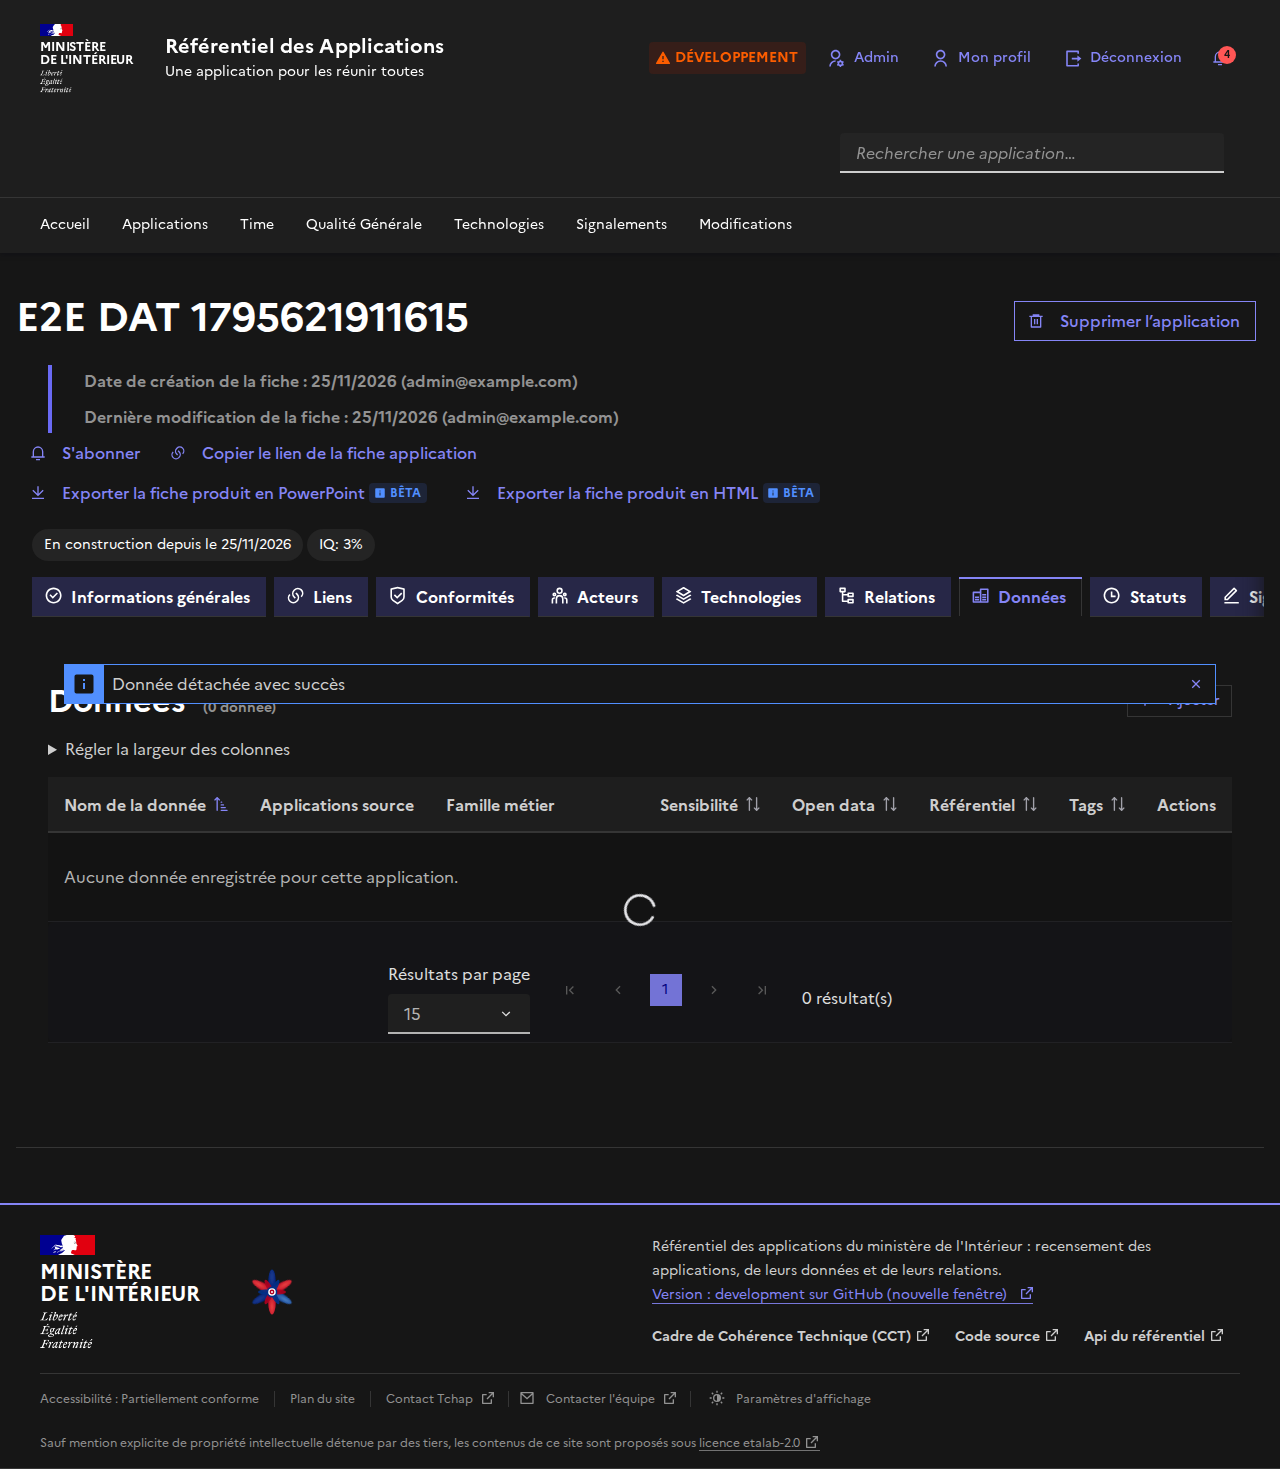 MINISTÈRE
DE L'INTÉRIEUR
Liberté
Égalité
Fraternité
Référentiel des Applications
Une application pour les réunir toutes
DÉVELOPPEMENT
Admin
Mon profil
Déconnexion
4
Rechercher une application...
Accueil Applications Time Qualité Générale Technologies Signalements Modifications
E2E DAT 1795621911615
Supprimer l’application
Date de création de la fiche : 25/11/2026 (admin@example.com)
Dernière modification de la fiche : 25/11/2026 (admin@example.com)
S'abonner Copier le lien de la fiche application
Exporter la fiche produit en PowerPoint BÊTA Exporter la fiche produit en HTML BÊTA
En construction depuis le 25/11/2026 IQ: 3%
Informations générales Liens Conformités Acteurs Technologies Relations Données Statuts
Donnée détachée avec succès
Données (0 donnée)
Ajouter
Régler la largeur des colonnes
Nom de la donnée Applications source Famille métier Sensibilité Open data Référentiel Tags Actions
Aucune donnée enregistrée pour cette application.
Résultats par page
15
1
0 résultat(s)
MINISTÈRE
DE L'INTÉRIEUR
Liberté
Égalité
Fraternité
Référentiel des applications du ministère de l'Intérieur : recensement des
applications, de leurs données et de leurs relations.
Version : development sur GitHub (nouvelle fenêtre)
Cadre de Cohérence Technique (CCT) Code source Api du référentiel
Accessibilité : Partiellement conforme Plan du site Contact Tchap Contacter l'équipe Paramètres d'affichage
Sauf mention explicite de propriété intellectuelle détenue par des tiers, les contenus de ce site sont proposés sous licence etalab-2.0